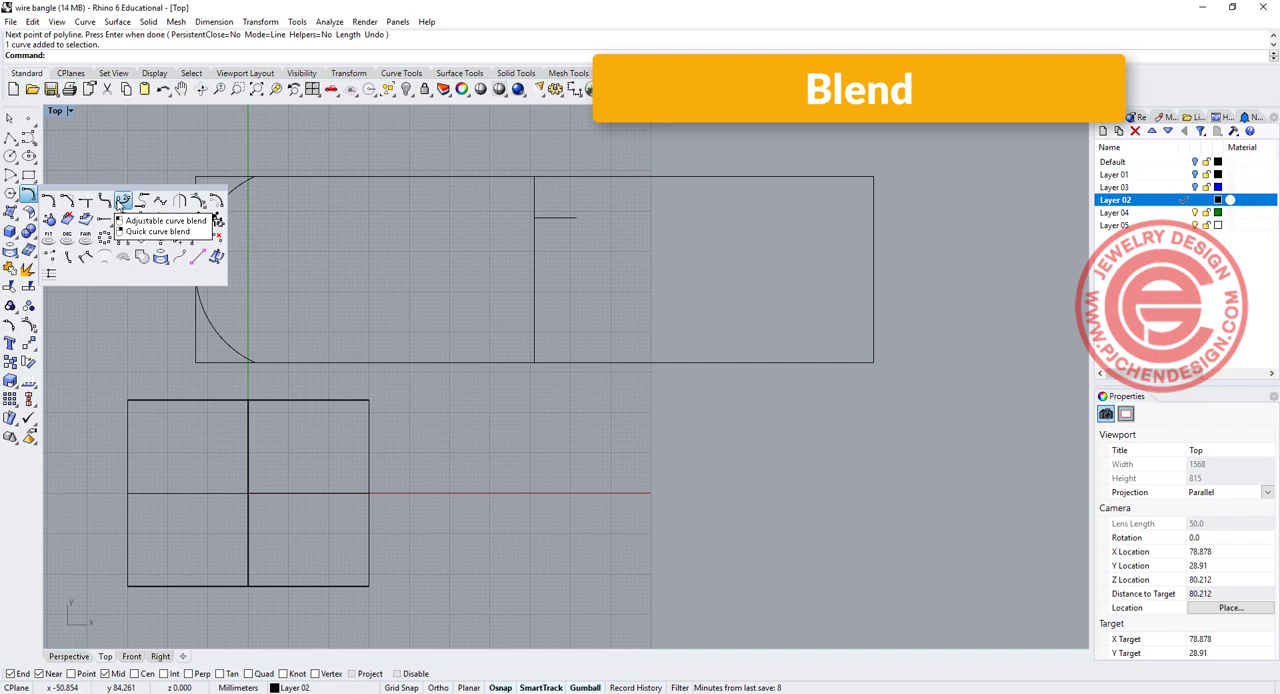 wire bangle (14 MB) - Rhino 6 Educational - [Top]
File Edit View Curve Surface Solid Mesh Dimension Transform Tools Analyze Render Panels Help
Next point of polyline. Press Enter when done ( PersistentClose=No Mode=Line Helpers=No Length Undo )
1 curve added to selection.
Command:
Standard CPlanes Set View Display Select Viewport Layout Visibility Transform Curve Tools Surface Tools Solid Tools Mesh Tools
Blend
Top
Re M... Li... H... N...
Name Material
Default
Layer 01
Layer 03
Layer 02
Layer 04
Layer 05
Adjustable curve blend
Quick curve blend
FIT DEC FAIR
JEWELRY DESIGN
WWW.PJCHENDESIGN.COM
Properties
Viewport
Title Top
Width 1568
Height 815
Projection Parallel
Camera
Lens Length 50.0
Rotation 0.0
X Location 78.878
Y Location 28.91
Z Location 80.212
Distance to Target 80.212
Location Place...
Target
X Target 78.878
Y Target 28.91
y
x
Perspective Top Front Right
End Near Point Mid Cen Int Perp Tan Quad Knot Vertex Project Disable
CPlane x -50.854 y 84.261 z 0.000 Millimeters Layer 02 Grid Snap Ortho Planar Osnap SmartTrack Gumball Record History Filter Minutes from last save: 8